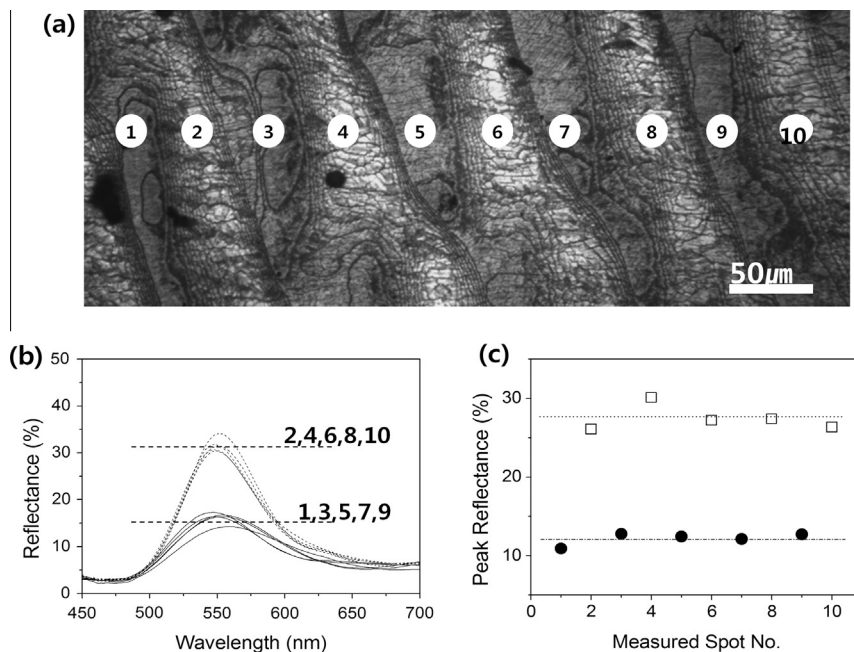 (a)
1 2 3 4 5 6 7 8 9 10
50㎛
(b)
50
40
30
20
10
0
450 500 550 600 650 700
Reflectance (%)
Wavelength (nm)
2,4,6,8,10
1,3,5,7,9
(c)
30
20
10
0 2 4 6 8 10
Peak Reflectance (%)
Measured Spot No.